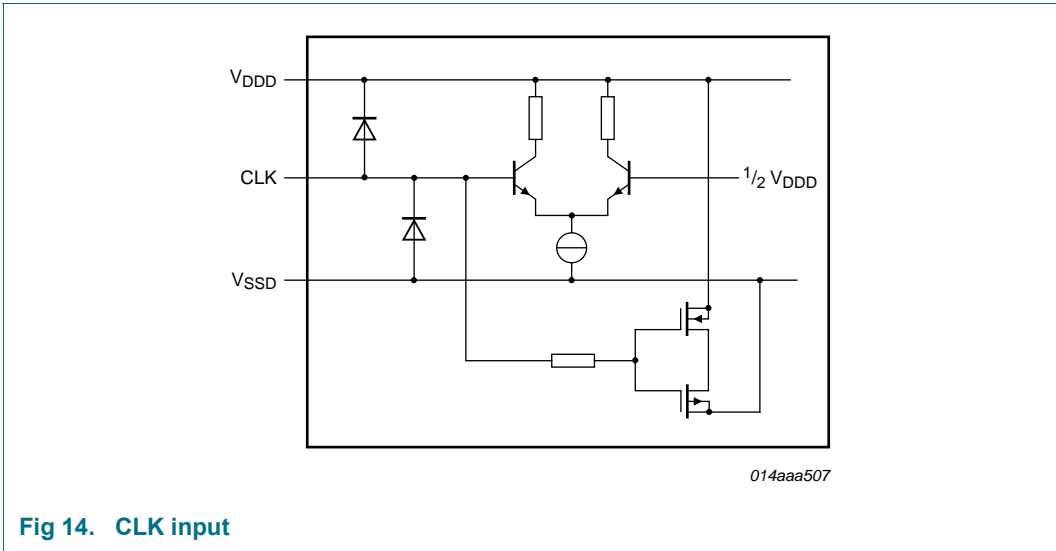 VDDD
CLK
1/2 VDDD
VSSD
014aaa507
Fig 14. CLK input